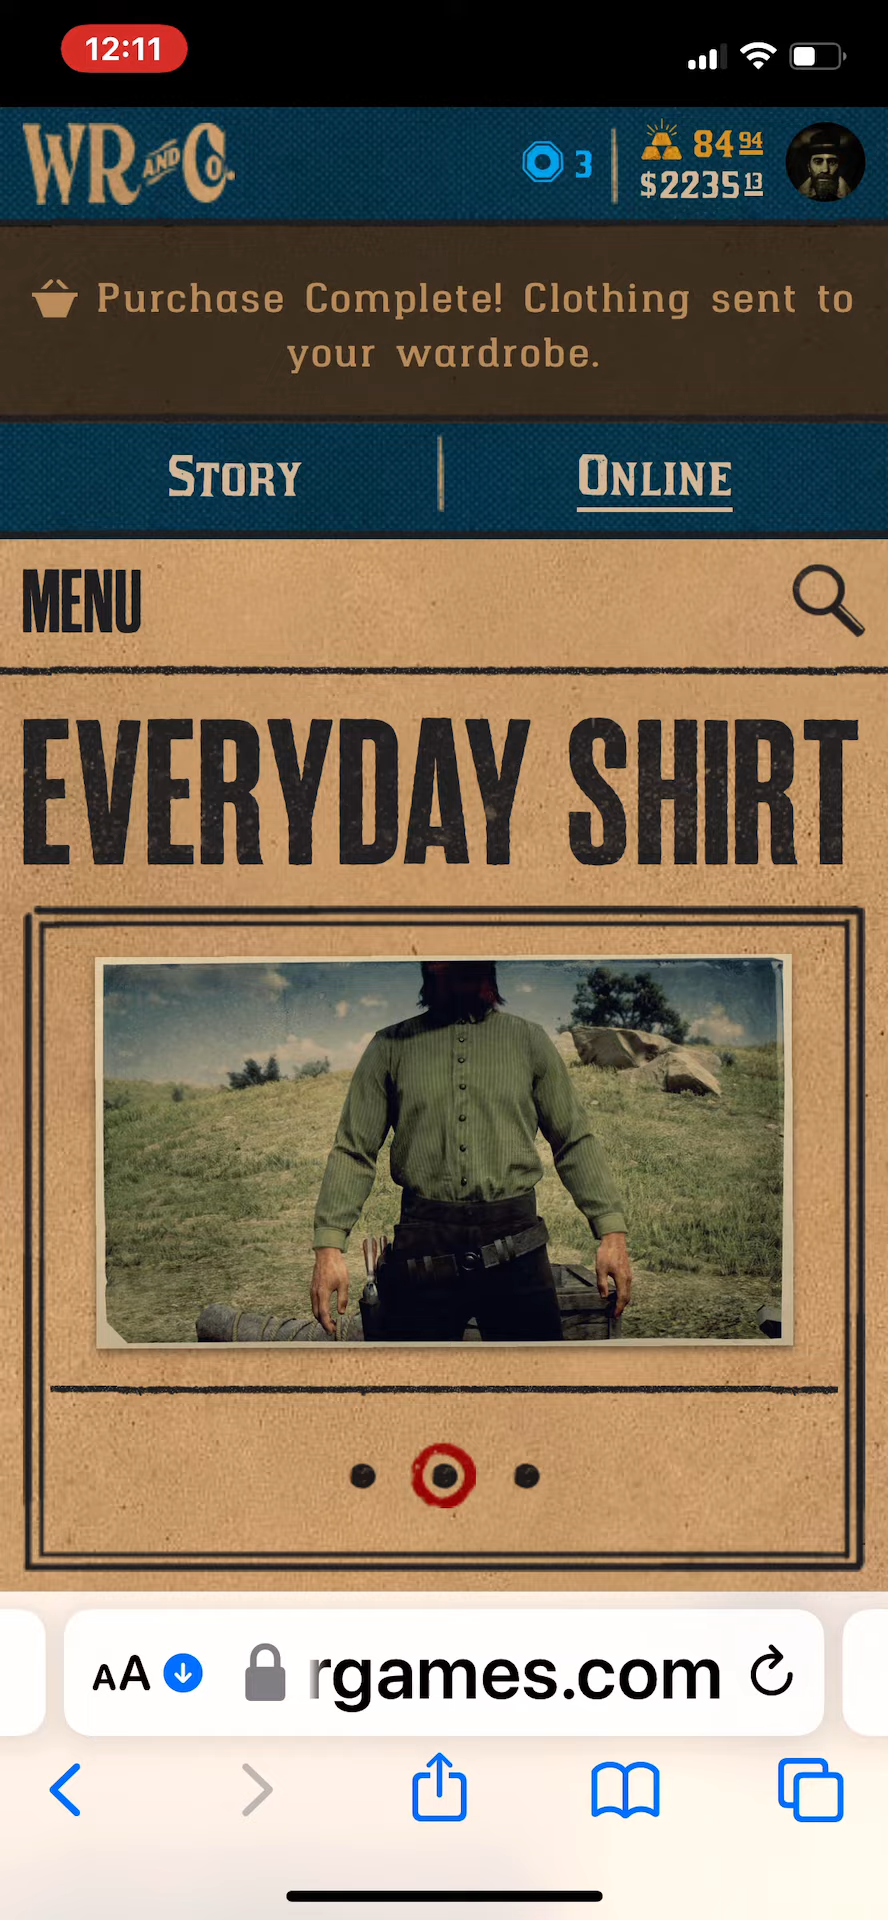 12:11
WR AND CO.
3
84 94
$2235 13
Purchase Complete! Clothing sent to
your wardrobe.
STORY
ONLINE
MENU
EVERYDAY SHIRT
AA
rgames.com